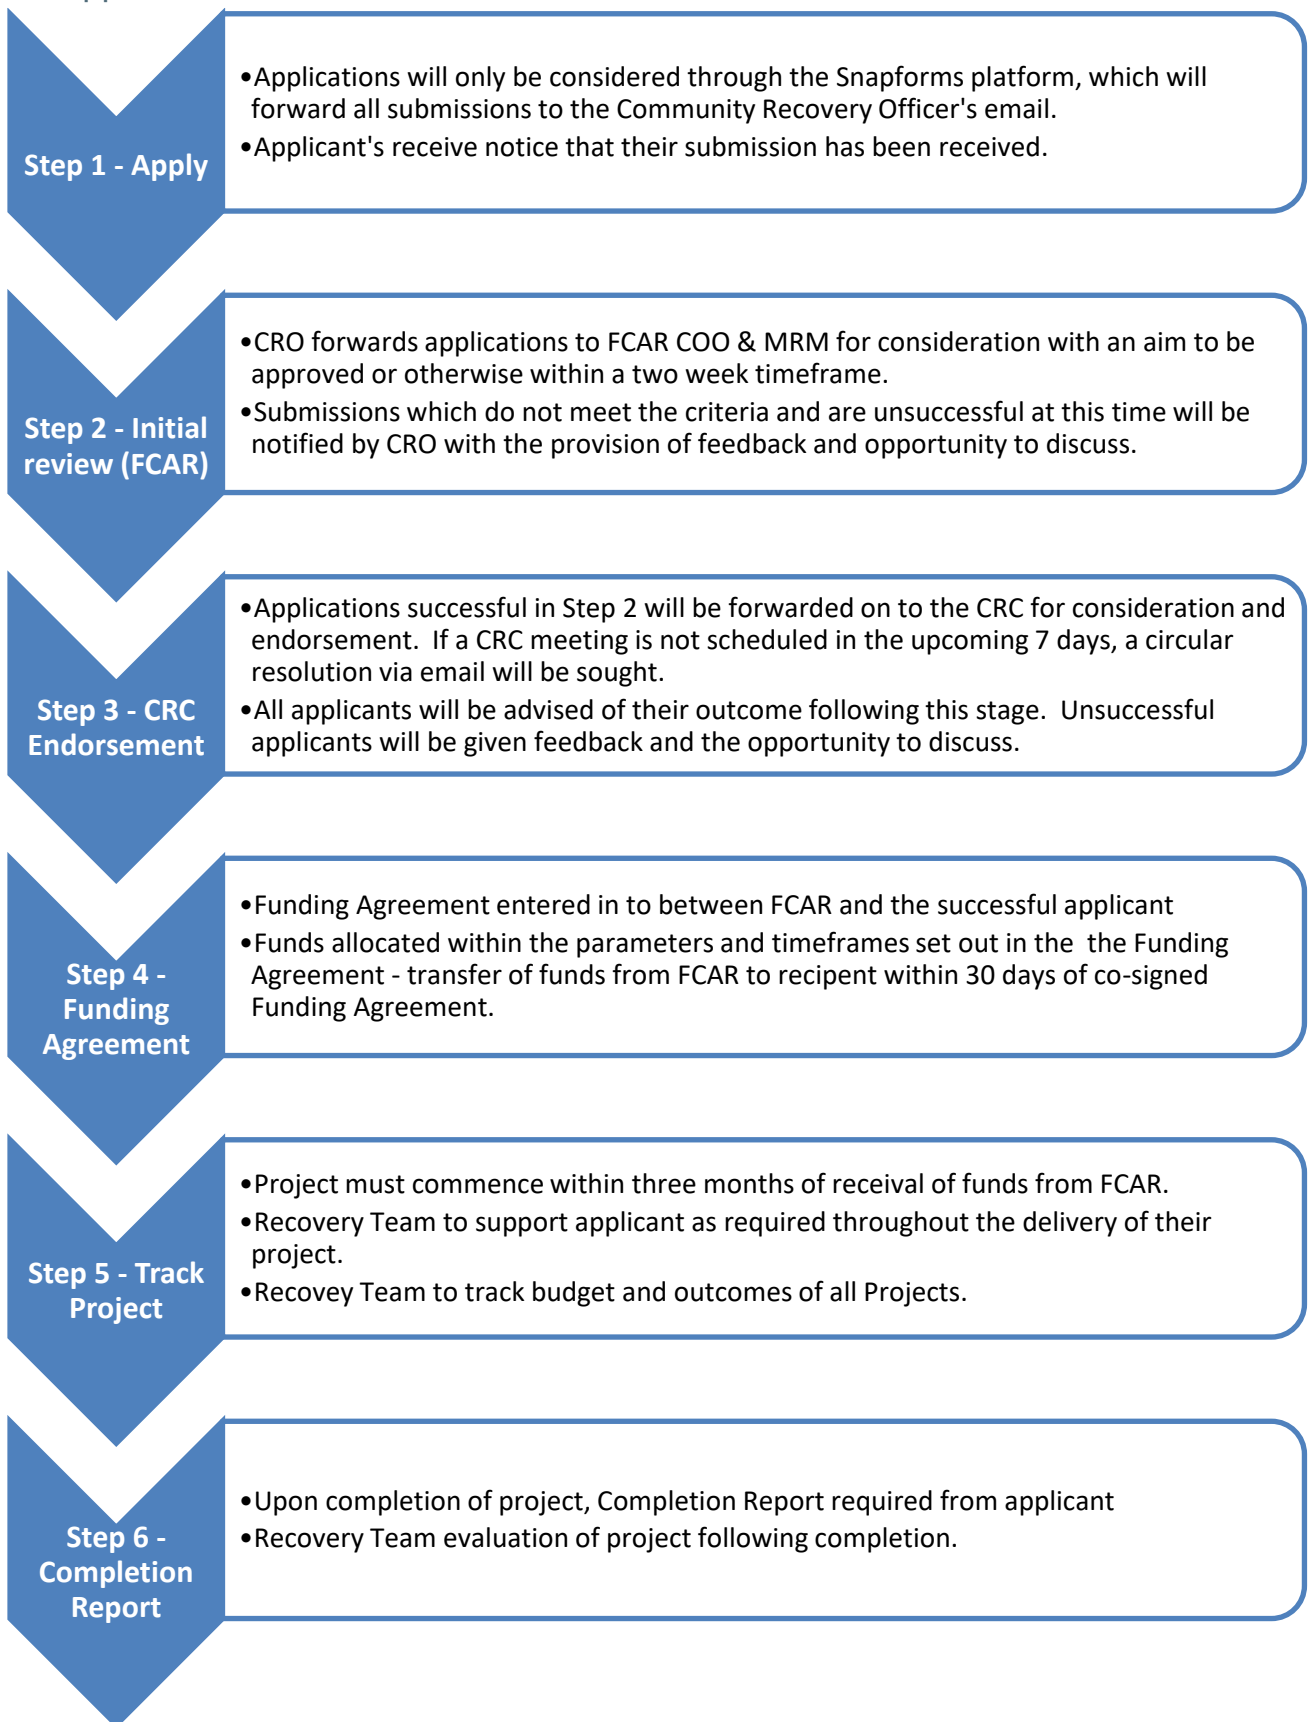 Step 1 - Apply
•Applications will only be considered through the Snapforms platform, which will
forward all submissions to the Community Recovery Officer's email.
•Applicant's receive notice that their submission has been received.
Step 2 - Initial
review (FCAR)
•CRO forwards applications to FCAR COO & MRM for consideration with an aim to be
approved or otherwise within a two week timeframe.
•Submissions which do not meet the criteria and are unsuccessful at this time will be
notified by CRO with the provision of feedback and opportunity to discuss.
Step 3 - CRC
Endorsement
•Applications successful in Step 2 will be forwarded on to the CRC for consideration and
endorsement.  If a CRC meeting is not scheduled in the upcoming 7 days, a circular
resolution via email will be sought.
•All applicants will be advised of their outcome following this stage.  Unsuccessful
applicants will be given feedback and the opportunity to discuss.
Step 4 -
Funding
Agreement
•Funding Agreement entered in to between FCAR and the successful applicant
•Funds allocated within the parameters and timeframes set out in the  the Funding
Agreement - transfer of funds from FCAR to recipent within 30 days of co-signed
Funding Agreement.
Step 5 - Track
Project
•Project must commence within three months of receival of funds from FCAR.
•Recovery Team to support applicant as required throughout the delivery of their
project.
•Recovey Team to track budget and outcomes of all Projects.
Step 6 -
Completion
Report
•Upon completion of project, Completion Report required from applicant
•Recovery Team evaluation of project following completion.